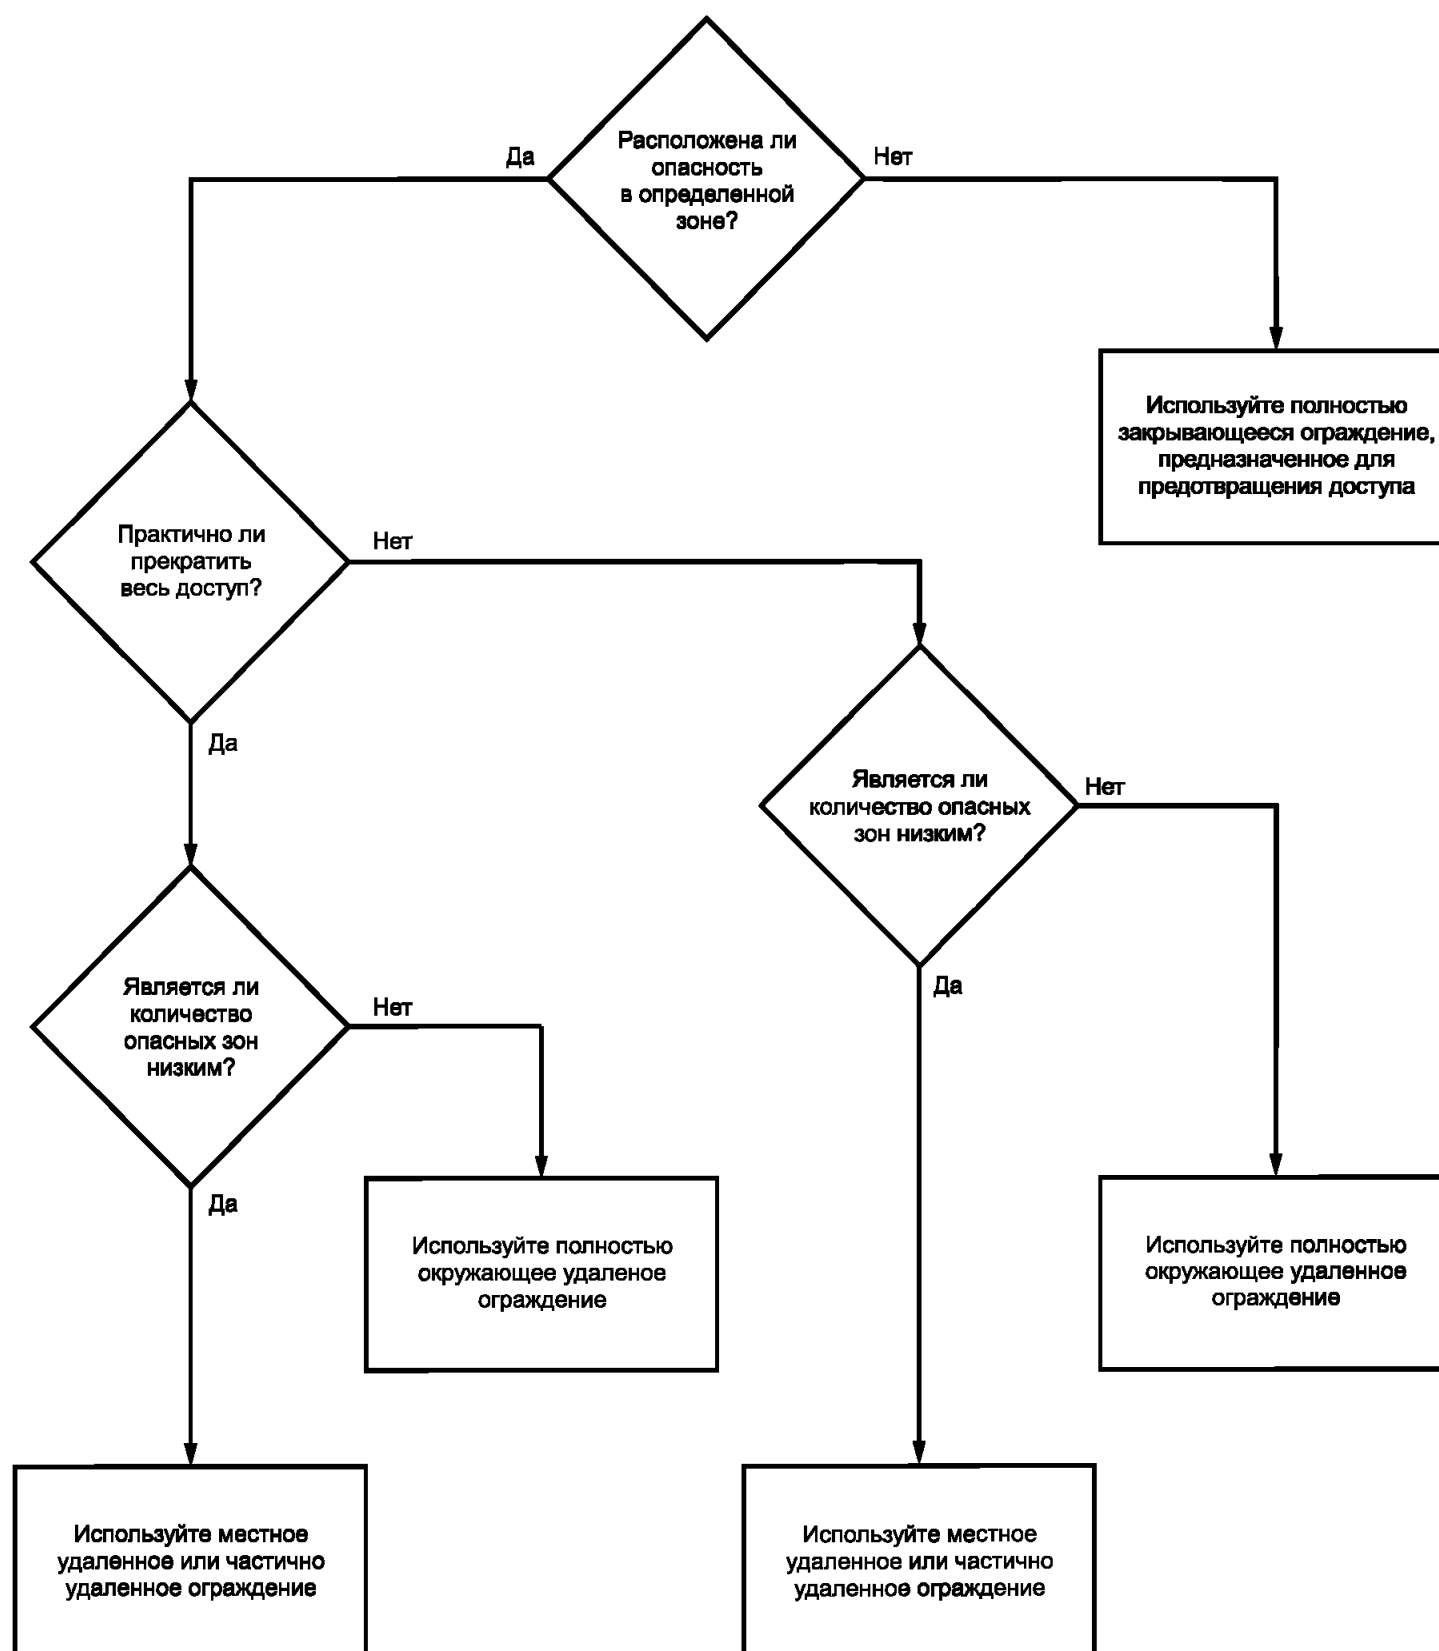 Расположена ли
опасность
в определенной
зоне?
Да
Нет
Используйте полностью
закрывающееся ограждение,
предназначенное для
предотвращения доступа
Практично ли
прекратить
весь доступ?
Нет
Да
Является ли
количество опасных
зон низким?
Нет
Да
Является ли
количество
опасных зон
низким?
Нет
Да
Используйте полностью
окружающее удаленое
ограждение
Используйте полностью
окружающее удаленное
ограждение
Используйте местное
удаленное или частично
удаленное ограждение
Используйте местное
удаленное или частично
удаленное ограждение